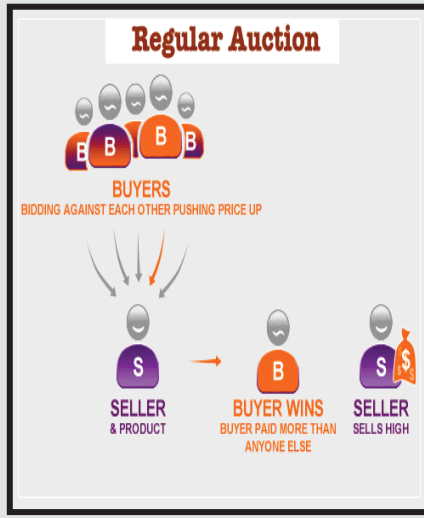 Regular Auction
B B B B
BUYERS
BIDDING AGAINST EACH OTHER PUSHING PRICE UP
S
SELLER
& PRODUCT
B
BUYER WINS
BUYER PAID MORE THAN
ANYONE ELSE
S $ $ $
SELLER
SELLS HIGH